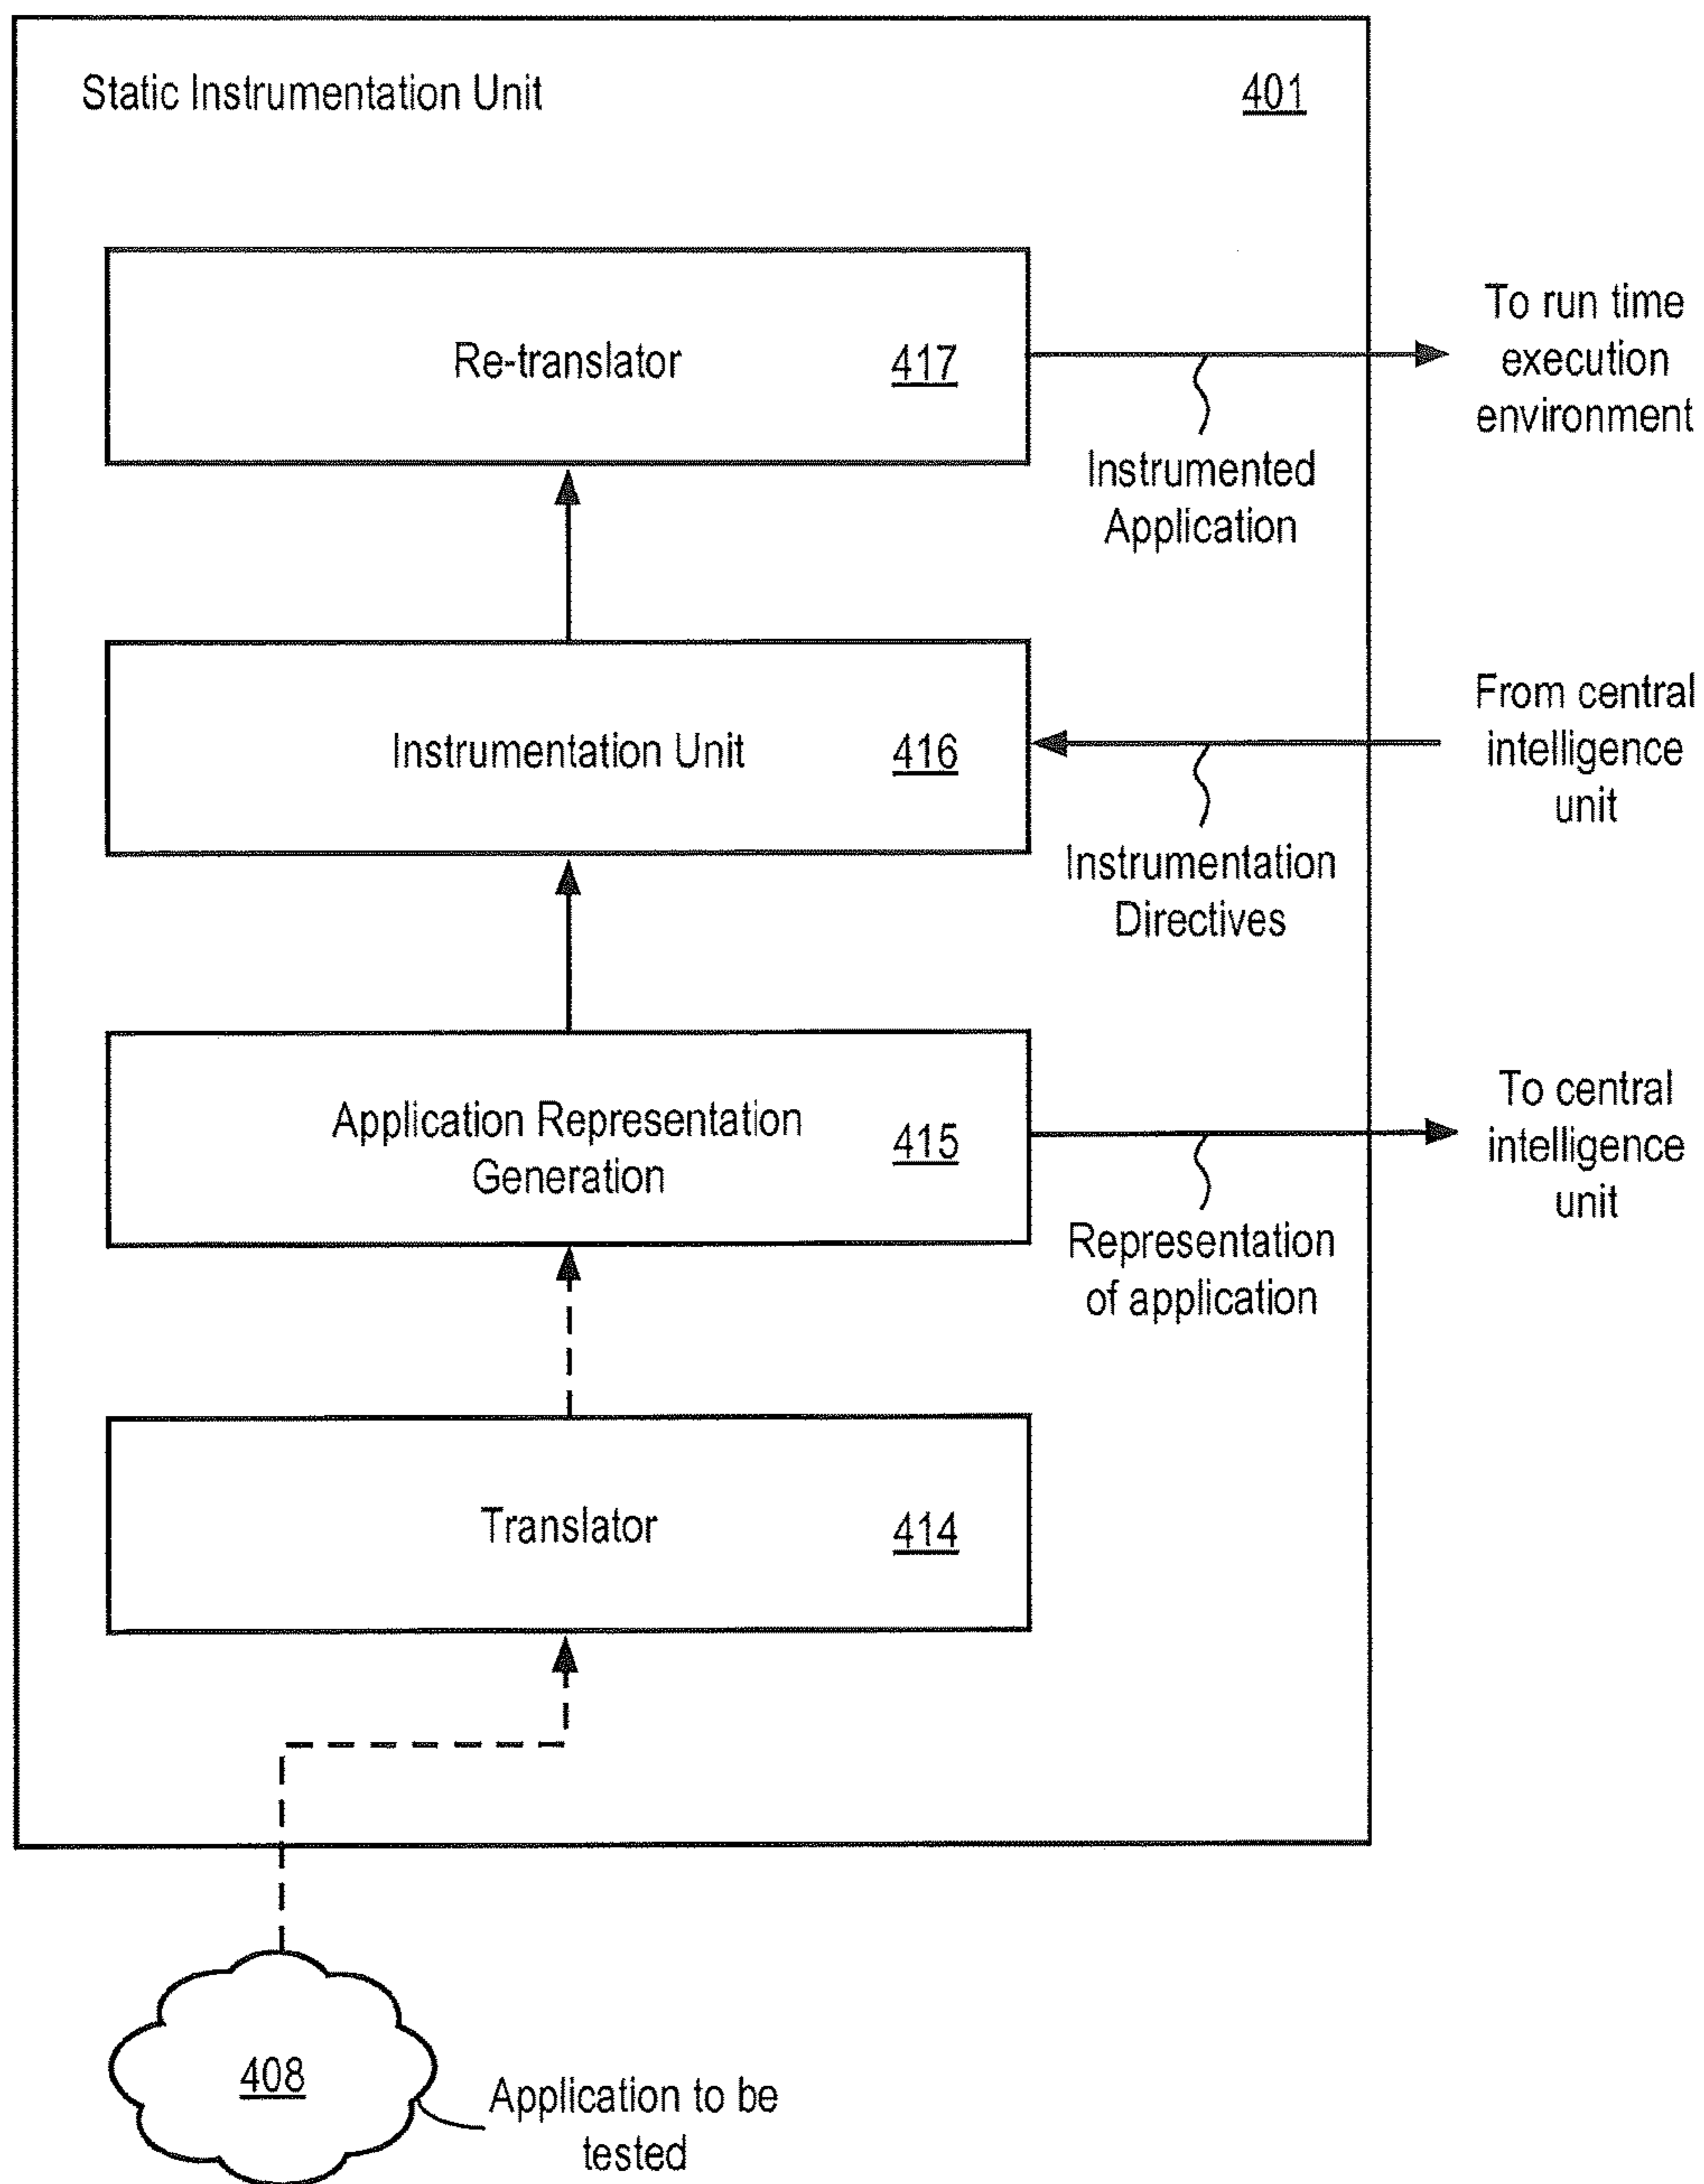 Static Instrumentation Unit 401
Re-translator 417
To run time
execution
environment
Instrumented
Application
Instrumentation Unit 416
From central
intelligence
unit
Instrumentation
Directives
Application Representation
Generation
415
To central
intelligence
unit
Representation
of application
Translator 414
408
Application to be
tested